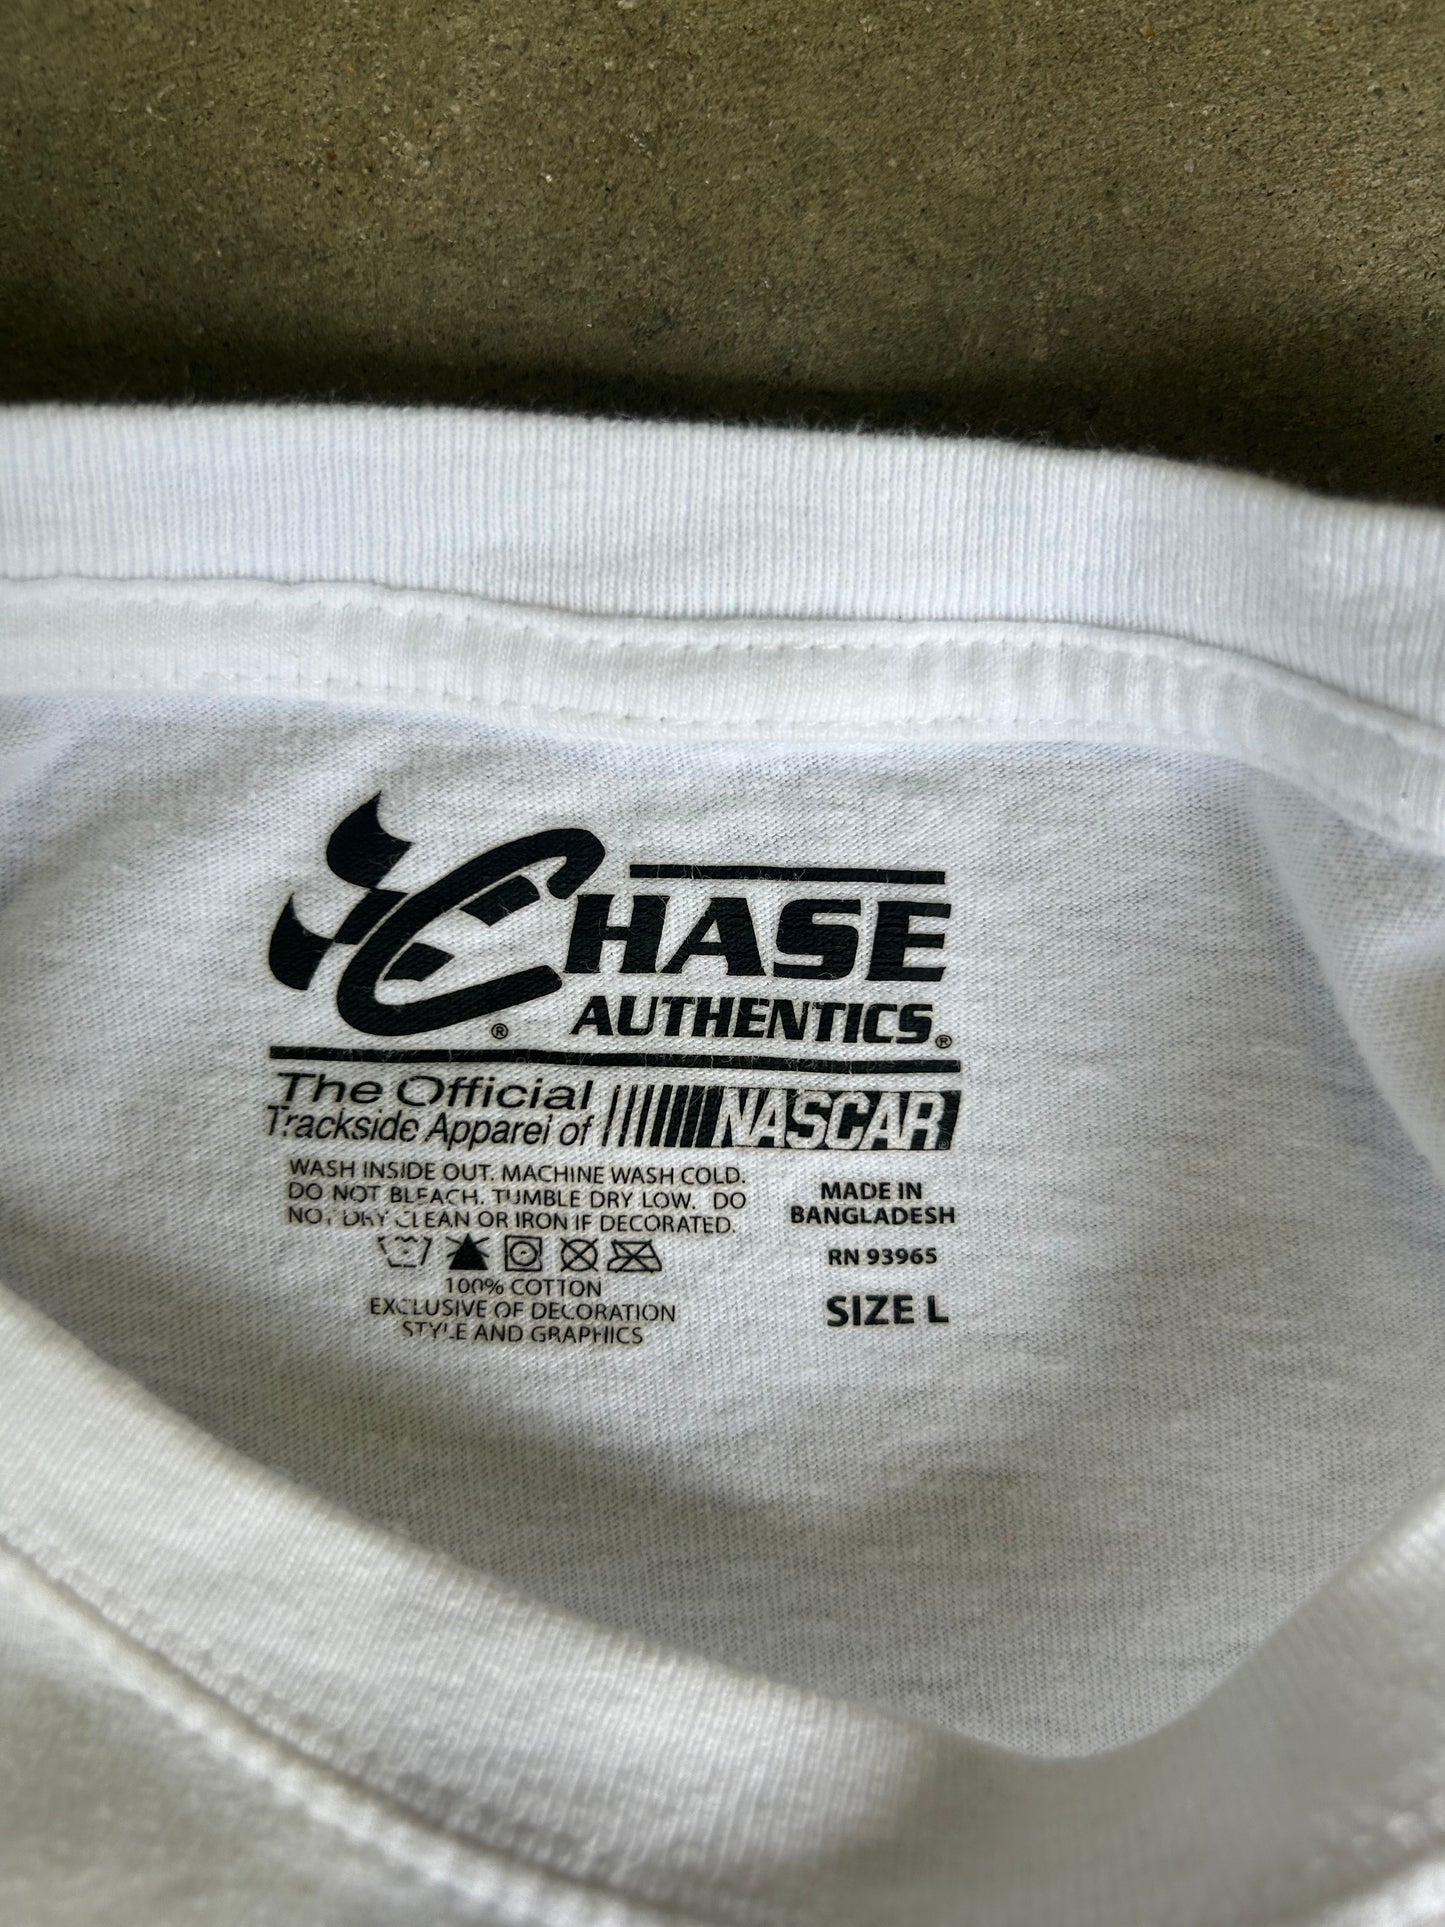 CHASE
AUTHENTICS®
®
The Official
Trackside Apparel of NASCAR
WASH INSIDE OUT. MACHINE WASH COLD.
DO NOT BLEACH. TUMBLE DRY LOW. DO
NOT DRY CLEAN OR IRON IF DECORATED.
100% COTTON
EXCLUSIVE OF DECORATION
STYLE AND GRAPHICS
MADE IN
BANGLADESH
RN 93965
SIZE L